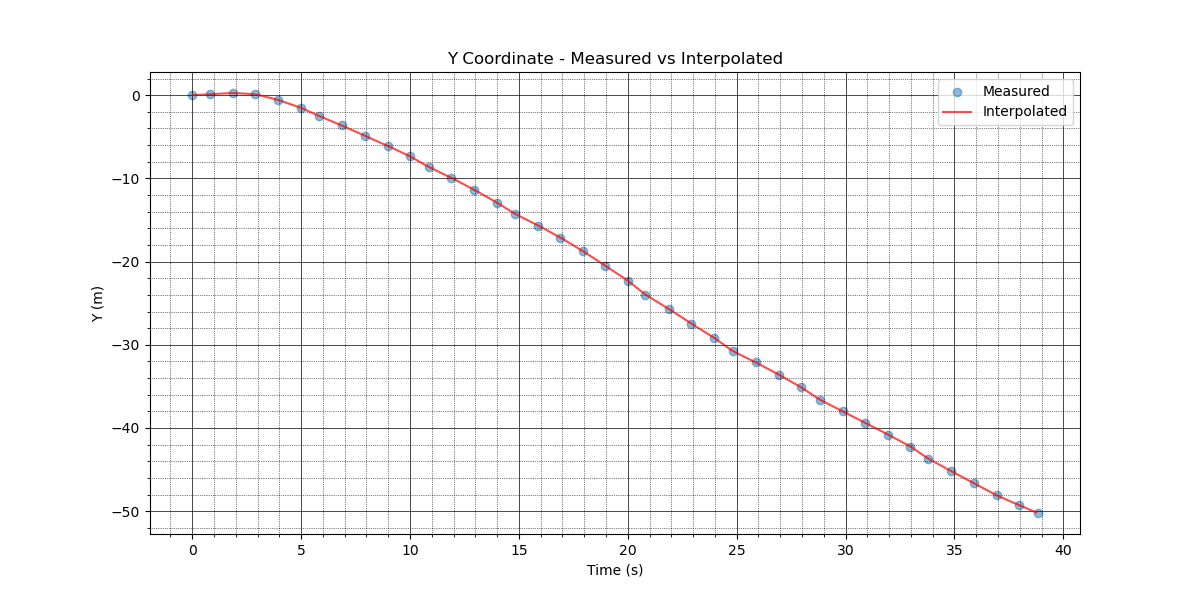 Y Coordinate - Measured vs Interpolated
Measured
Interpolated
0
−10
−20
−30
−40
−50
Y (m)
0 5 10 15 20 25 30 35 40
Time (s)